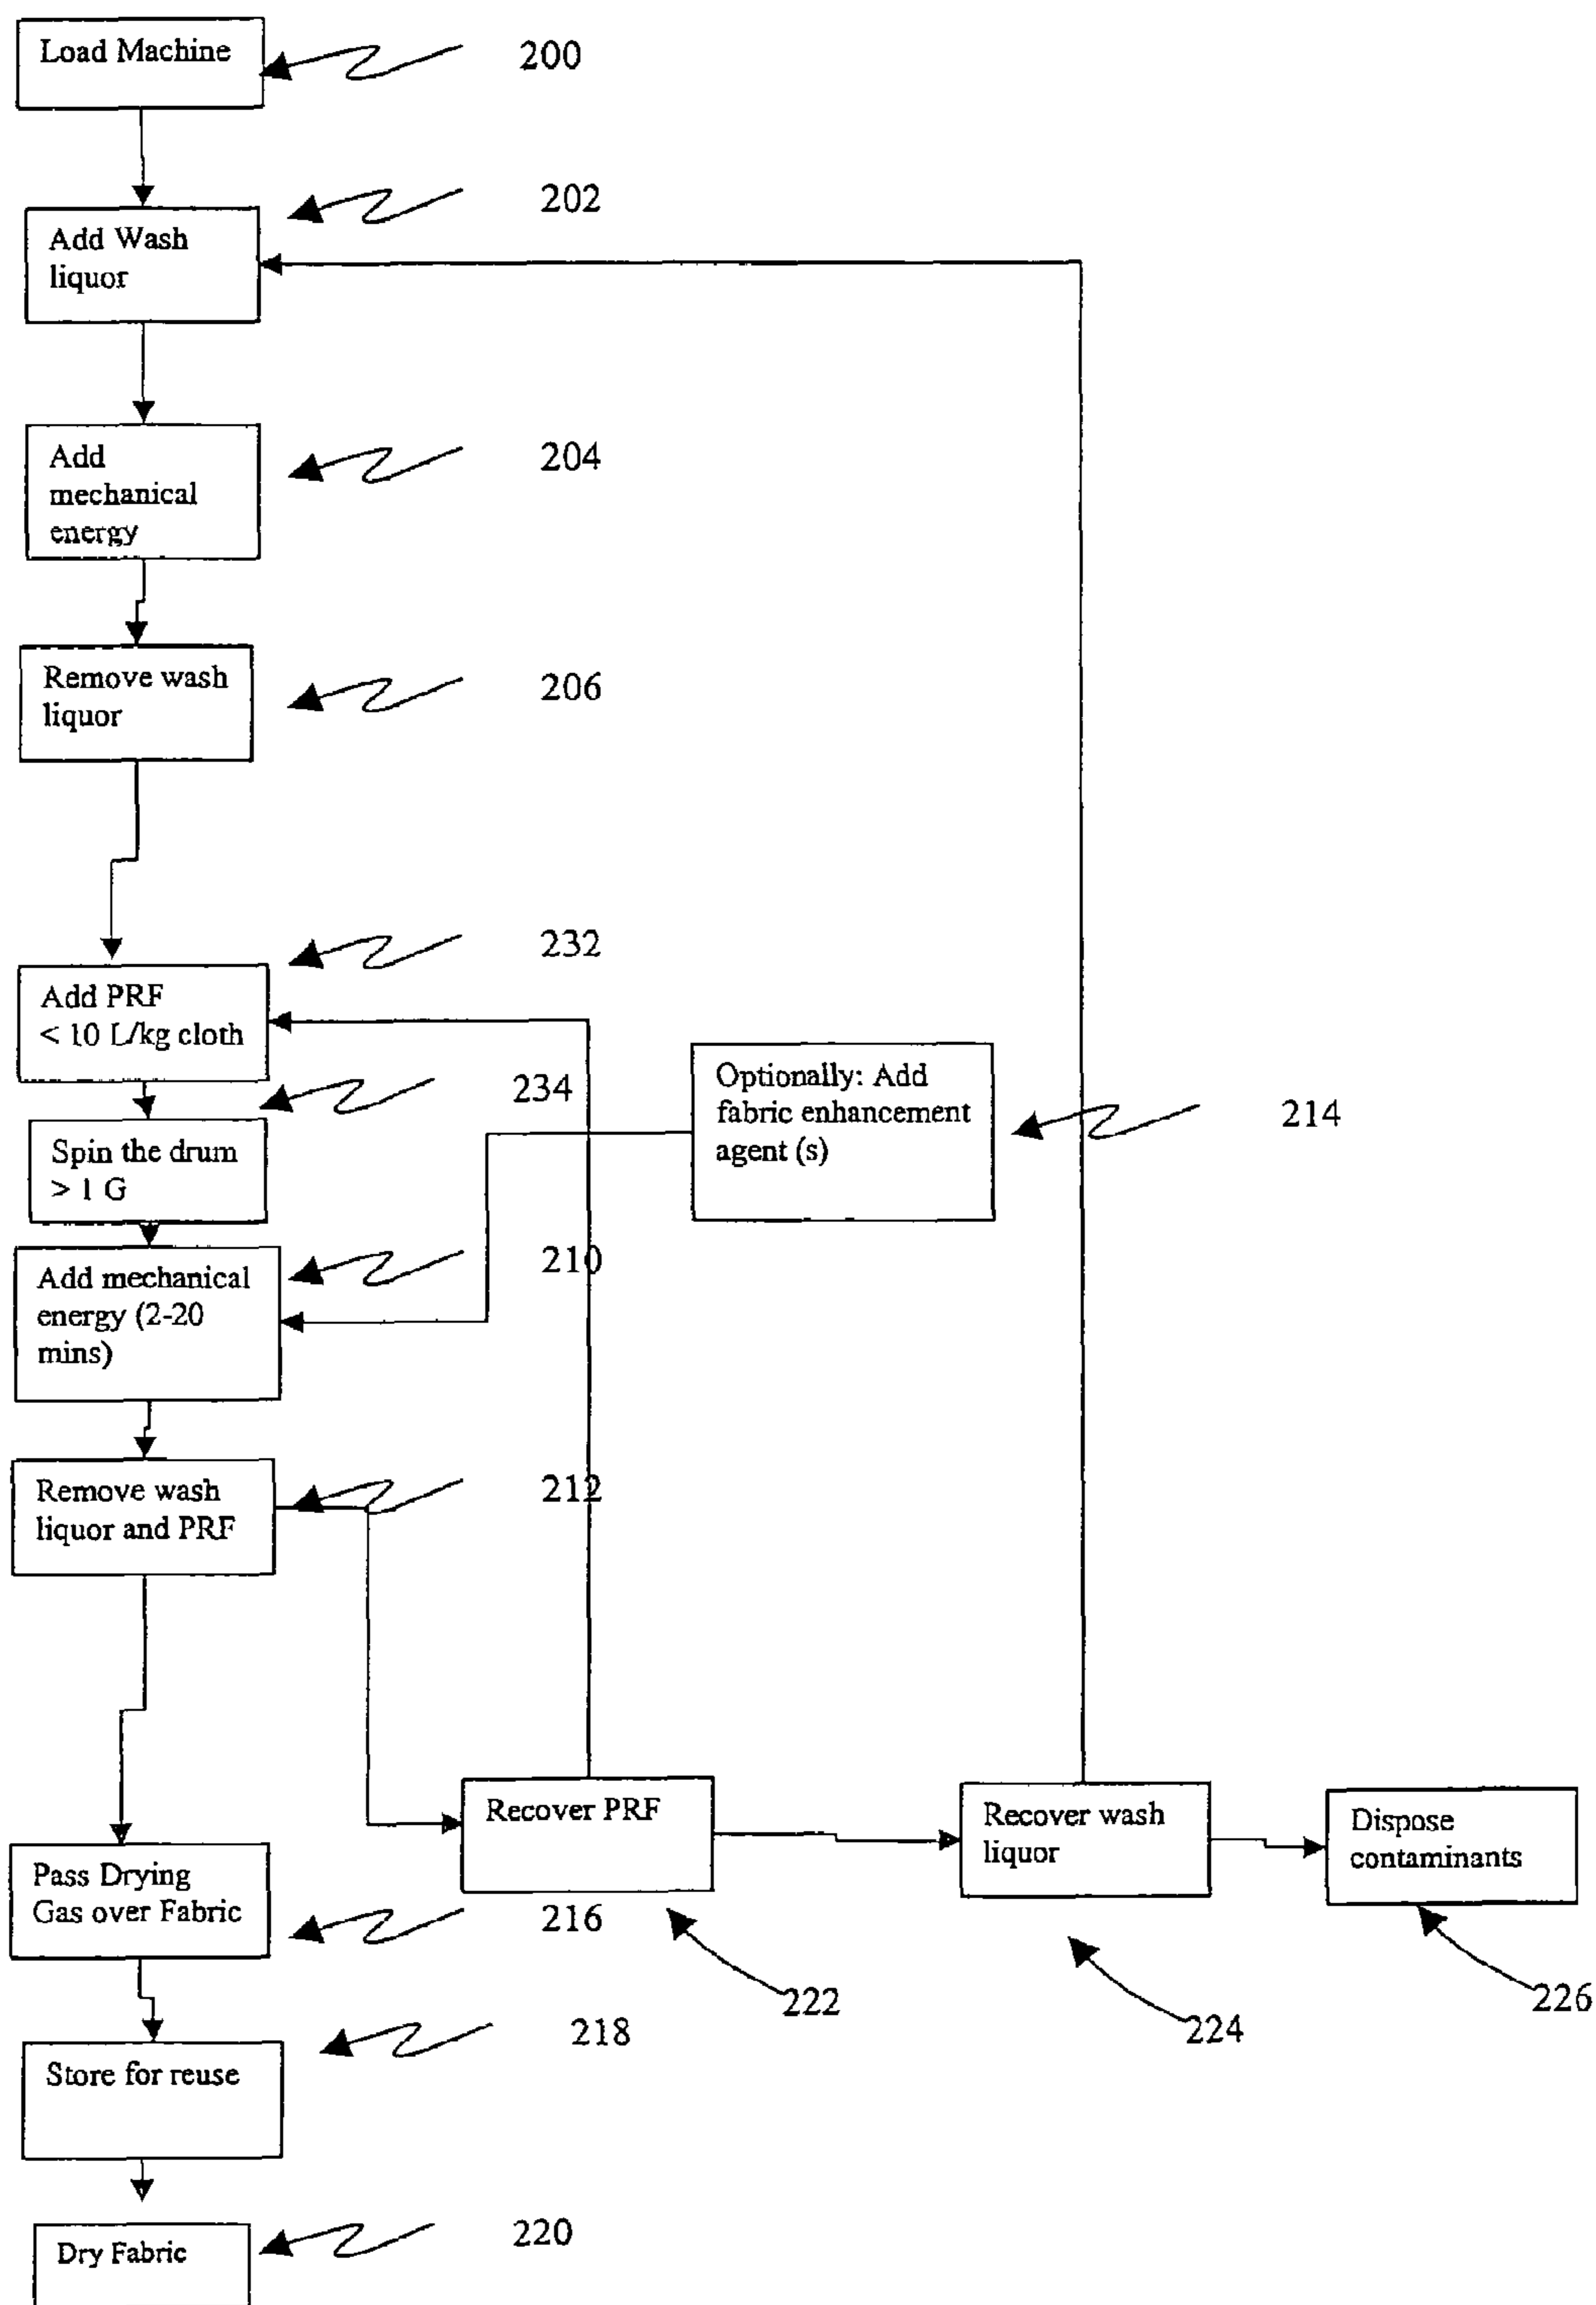 Load Machine
200
202
Add Wash
liquor
204
Add
mechanical
energy
206
Remove wash
liquor
232
Add PRF
< 10 L/kg cloth
Optionally: Add
fabric enhancement
agent (s)
214
234
Spin the drum
> 1 G
210
Add mechanical
energy (2-20
mins)
212
Remove wash
liquor and PRF
Recover PRF
Recover wash
liquor
Dispose
contaminants
Pass Drying
Gas over Fabric
216
222
224
226
218
Store for reuse
220
Dry Fabric